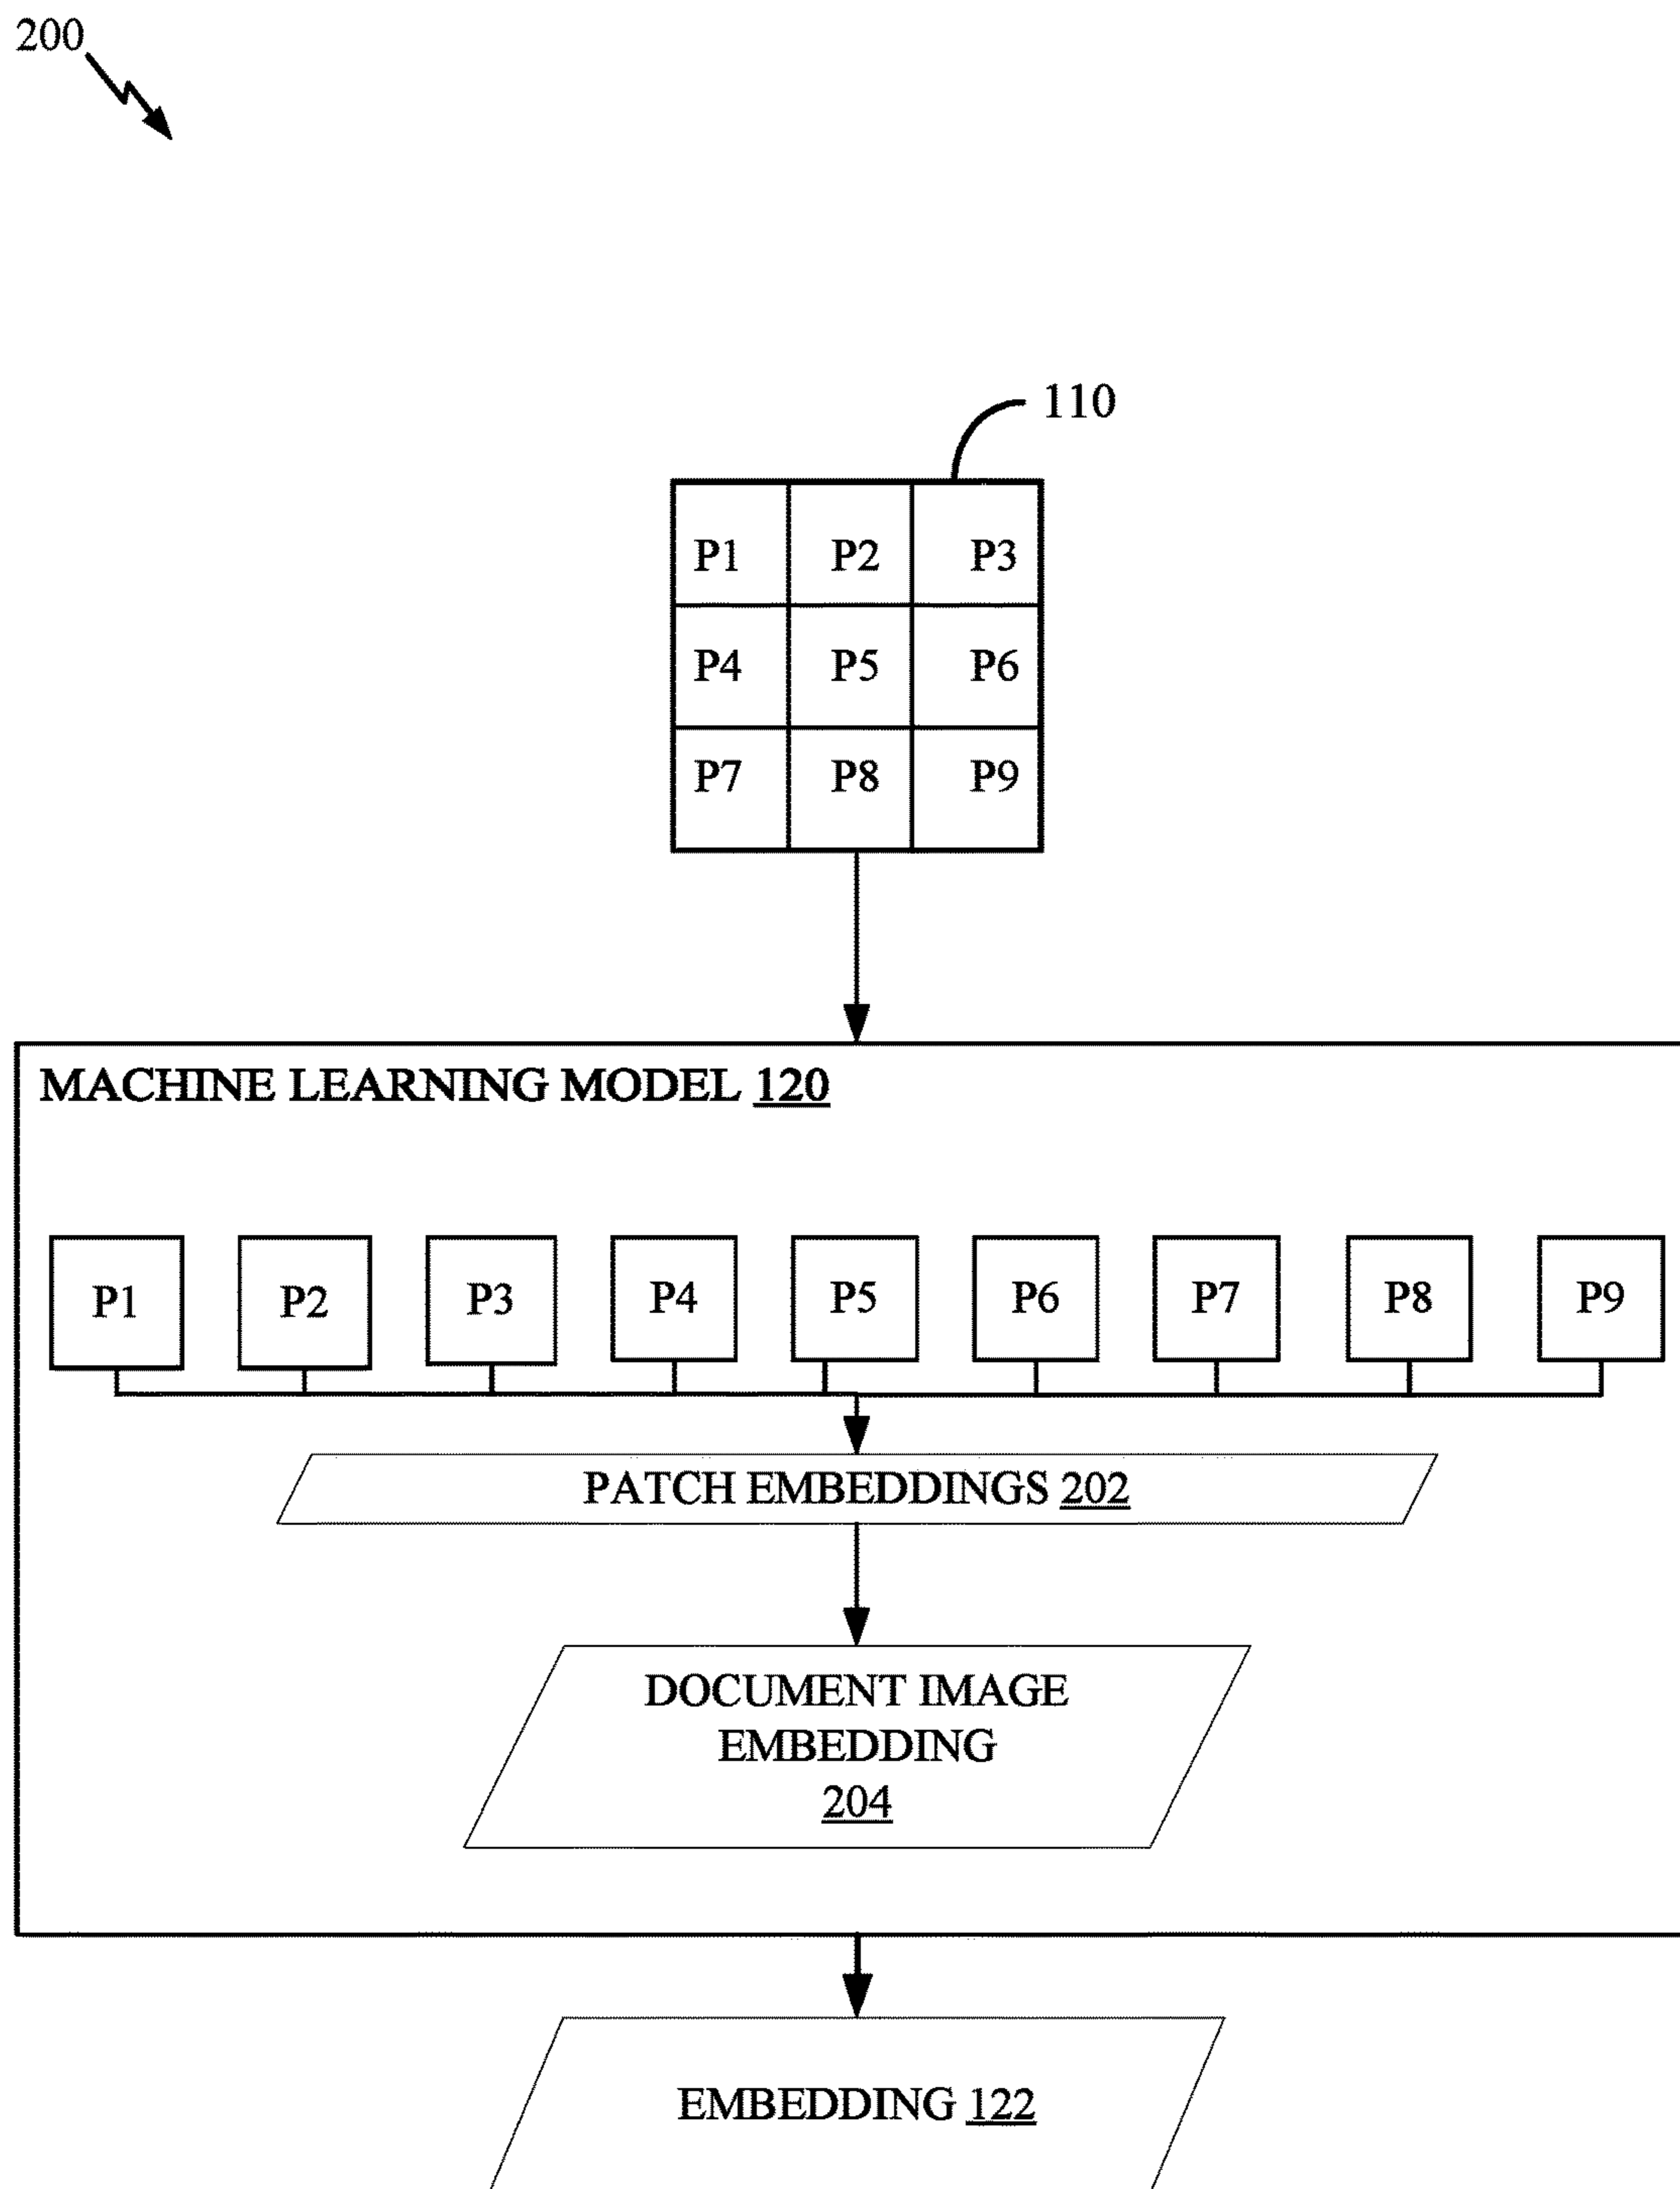 200
110
P1 P2 P3
P4 P5 P6
P7 P8 P9
MACHINE LEARNING MODEL 120
P1 P2 P3 P4 P5 P6 P7 P8 P9
PATCH EMBEDDINGS 202
DOCUMENT IMAGE
EMBEDDING
204
EMBEDDING 122